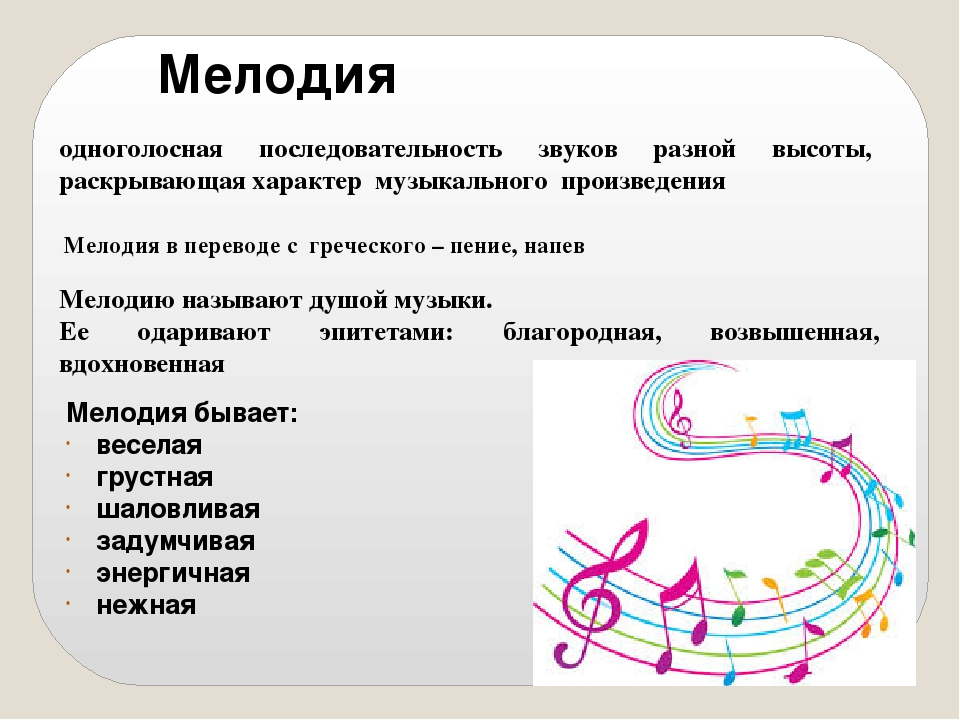 Мелодия
одноголосная последовательность звуков разной высоты,
раскрывающая характер музыкального произведения
Мелодия в переводе с греческого – пение, напев
Мелодию называют душой музыки.
Ее одаривают эпитетами: благородная, возвышенная,
вдохновенная
Мелодия бывает:
· веселая
· грустная
· шаловливая
· задумчивая
· энергичная
· нежная